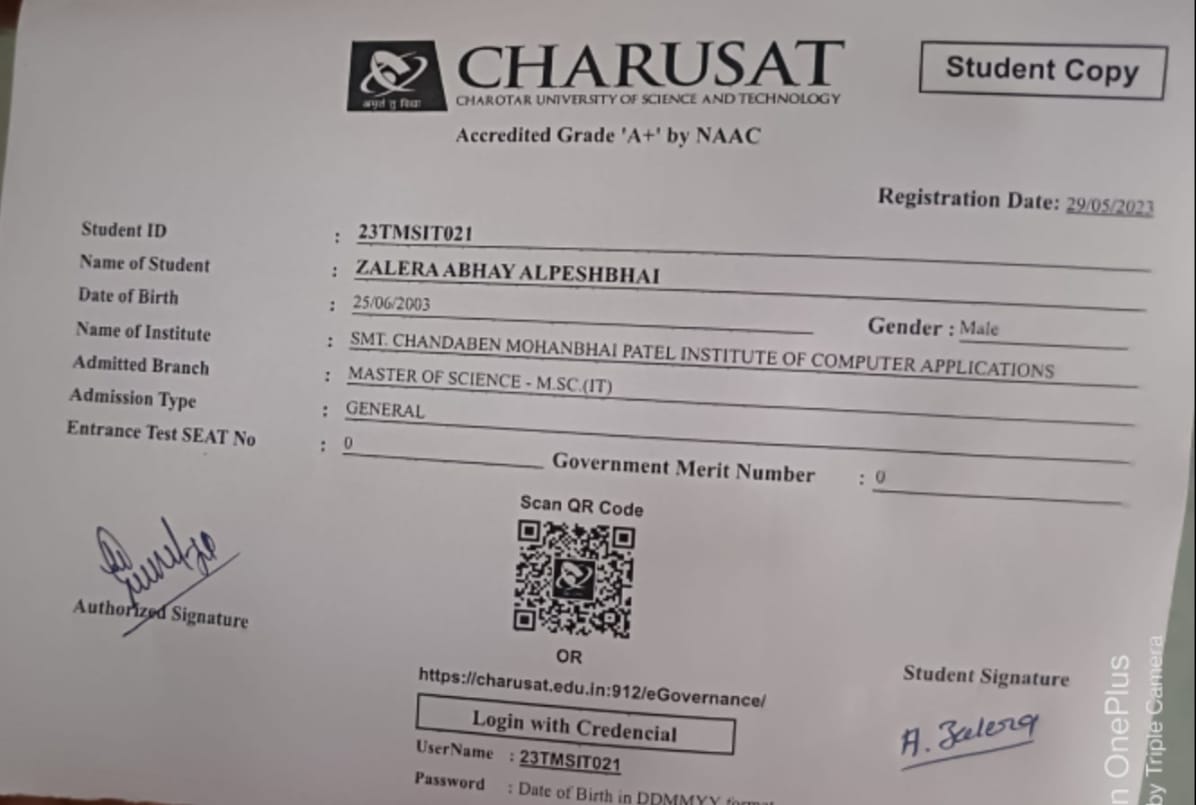 CHARUSAT
CHAROTAR UNIVERSITY OF SCIENCE AND TECHNOLOGY
अमृतं तु विद्या
Student Copy
Accredited Grade 'A+' by NAAC
Registration Date: 29/05/2023
Student ID : 23TMSIT021
Name of Student : ZALERA ABHAY ALPESHBHAI
Date of Birth : 25/06/2003 Gender : Male
Name of Institute : SMT. CHANDABEN MOHANBHAI PATEL INSTITUTE OF COMPUTER APPLICATIONS
Admitted Branch : MASTER OF SCIENCE - M.SC.(IT)
Admission Type : GENERAL
Entrance Test SEAT No : 0 Government Merit Number : 0
Scan QR Code
Authorized Signature
OR
https://charusat.edu.in:912/eGovernance/
Login with Credencial
UserName : 23TMSIT021
Password : Date of Birth in DDMMYY format
Student Signature
A. Zalera
n OnePlus
by Triple Camera